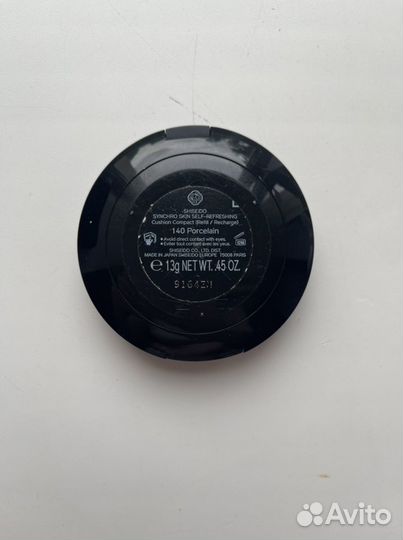 SHISEIDO
SYNCHRO SKIN SELF-REFRESHING
Cushion Compact (Refill / Recharge)
140 Porcelain
• Avoid direct contact with eyes.
• Éviter tout contact avec les yeux.
SHISEIDO CO., LTD. DIST.
MADE IN JAPAN SHISEIDO EUROPE, 75008 PARIS
℮ 13g NET WT. .45 OZ.
9164ZH
Avito